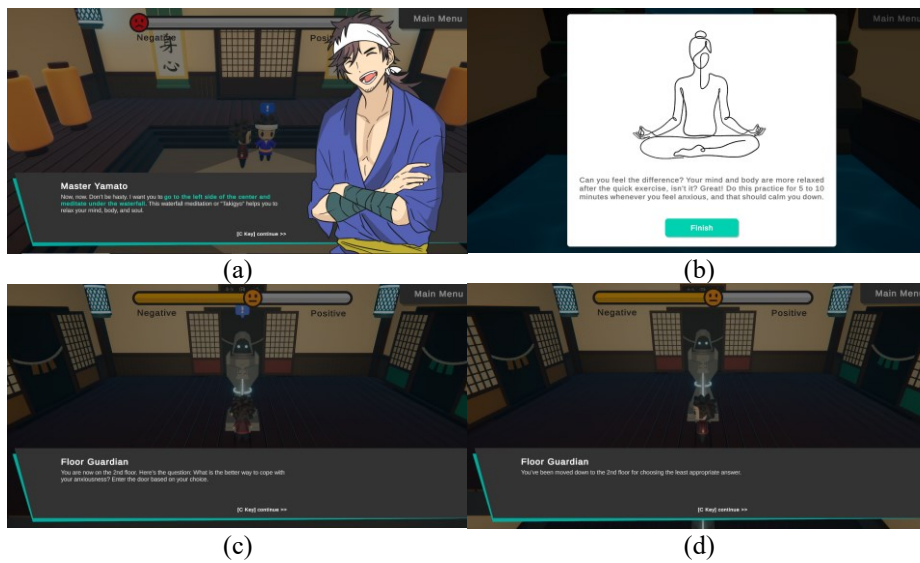 Main Menu
Negative
Posi
身
心
Master Yamato
Now, now. Don't be hasty. I want you to go to the left side of the center and
meditate under the waterfall. This waterfall meditation or "Takigyo" helps you to
relax your mind, body, and soul.
[C Key] continue >>
(a)
Main Menu
Can you feel the difference? Your mind and body are more relaxed
after the quick exercise, isn't it? Great! Do this practice for 5 to 10
minutes whenever you feel anxious, and that should calm you down.
Finish
(b)
Main Menu
Negative
Positive
Floor Guardian
You are now on the 2nd floor. Here's the question: What is the better way to cope with
your anxiousness? Enter the door based on your choice.
[C Key] continue >>
(c)
Main Menu
Negative
Positive
Floor Guardian
You've been moved down to the 2nd floor for choosing the least appropriate answer.
[C Key] continue >>
(d)